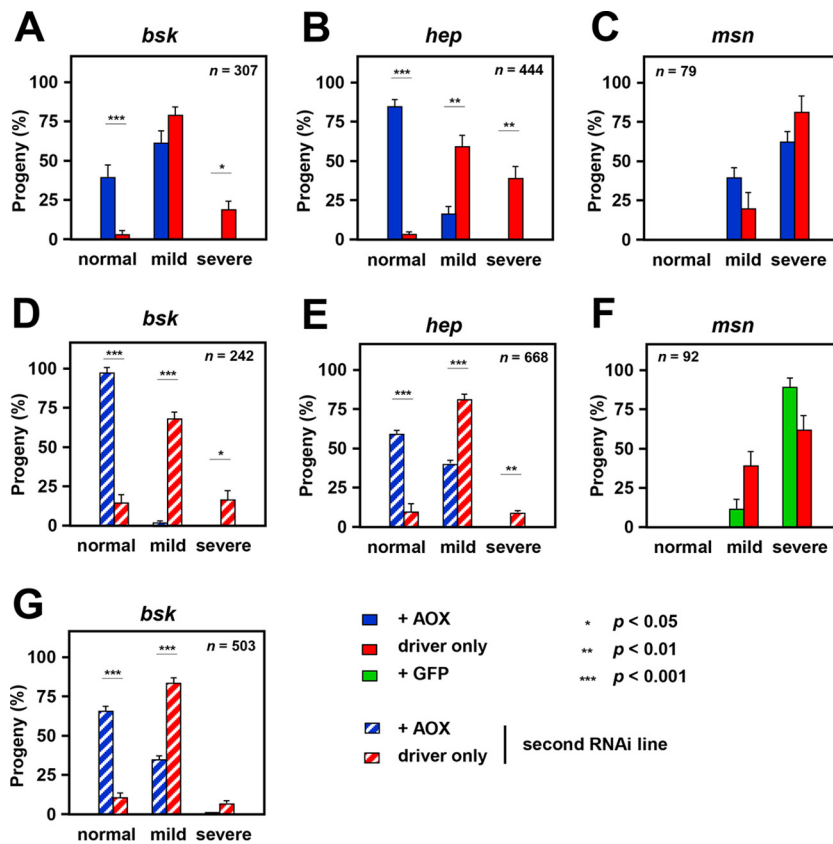 A
bsk
n = 307
***
*
Progeny (%)
100
75
50
25
0
normal mild severe
B
hep
n = 444
***
**
**
Progeny (%)
100
75
50
25
0
normal mild severe
C
msn
n = 79
Progeny (%)
100
75
50
25
0
normal mild severe
D
bsk
n = 242
***
***
*
Progeny (%)
100
75
50
25
0
normal mild severe
E
hep
n = 668
***
***
**
Progeny (%)
100
75
50
25
0
normal mild severe
F
msn
n = 92
Progeny (%)
100
75
50
25
0
normal mild severe
G
bsk
n = 503
***
***
Progeny (%)
100
75
50
25
0
normal mild severe
+ AOX
driver only
+ GFP
* p < 0.05
** p < 0.01
*** p < 0.001
+ AOX
driver only
second RNAi line